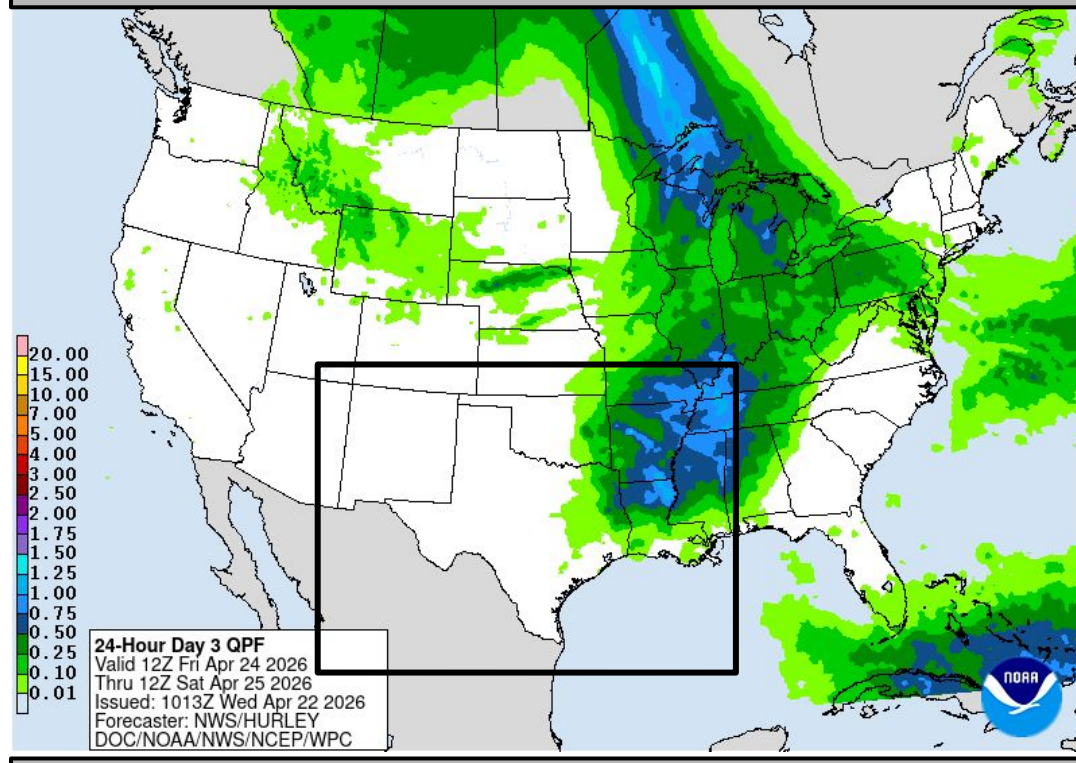 20.00
15.00
10.00
7.00
5.00
4.00
3.00
2.50
2.00
1.75
1.50
1.25
1.00
0.75
0.50
0.25
0.10
0.01
24-Hour Day 3 QPF
Valid 12Z Fri Apr 24 2026
Thru 12Z Sat Apr 25 2026
Issued: 1013Z Wed Apr 22 2026
Forecaster: NWS/HURLEY
DOC/NOAA/NWS/NCEP/WPC
NOAA